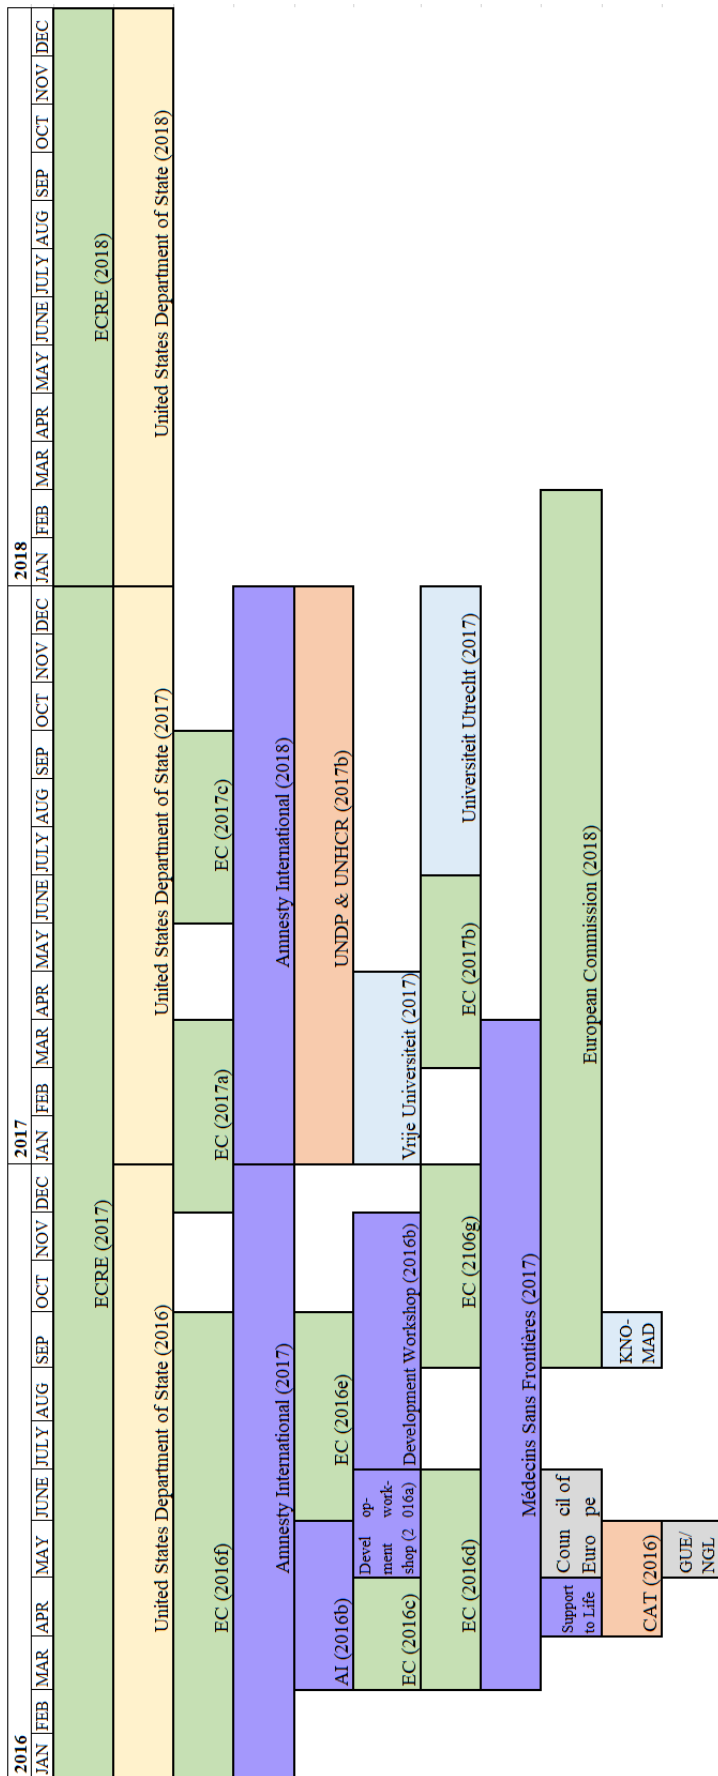 2016 2017 2018
JAN FEB MAR APR MAY JUNE JULY AUG SEP OCT NOV DEC JAN FEB MAR APR MAY JUNE JULY AUG SEP OCT NOV DEC JAN FEB MAR APR MAY JUNE JULY AUG SEP OCT NOV DEC
ECRE (2017) ECRE (2018)
United States Department of State (2016) United States Department of State (2017) United States Department of State (2018)
EC (2016f) EC (2017a) EC (2017c)
Amnesty International (2017) Amnesty International (2018)
AI (2016b) EC (2016e) UNDP & UNHCR (2017b)
EC (2016c)
Devel op-
ment work-
shop (2 016a)
Development Workshop (2016b) Vrije Universiteit (2017)
EC (2016d) EC (2106g) EC (2017b) Universiteit Utrecht (2017)
Médecins Sans Frontières (2017)
Support
to Life
Coun cil of
Euro pe
European Commission (2018)
CAT (2016)
KNO-
MAD
GUE/
NGL